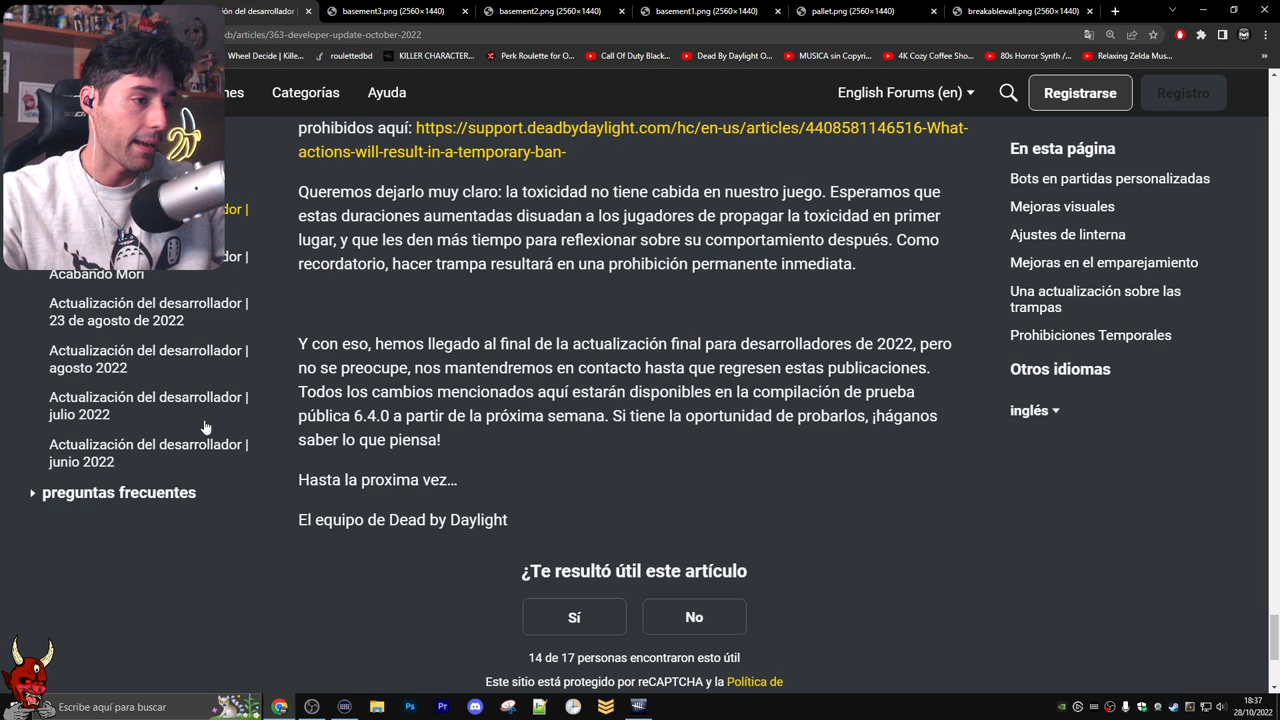 del desarrollador |
basement3.png (2560×1440)
basement2.png (2560×1440)
basement1.png (2560×1440)
pallet.png (2560×1440)
breakablewall.png (2560×1440)
kb/articles/363-developer-update-october-2022
Wheel Decide | Kille...
roulettedbd
KILLER CHARACTER...
Perk Roulette for O...
Call Of Duty Black...
Dead By Daylight O...
MUSICA sin Copyri...
4K Cozy Coffee Sho...
80s Horror Synth /...
Relaxing Zelda Mus...
nes
Categorías
Ayuda
English Forums (en)
Registrarse
Registro
prohibidos aquí: https://support.deadbydaylight.com/hc/en-us/articles/4408581146516-What-
actions-will-result-in-a-temporary-ban-
Queremos dejarlo muy claro: la toxicidad no tiene cabida en nuestro juego. Esperamos que
estas duraciones aumentadas disuadan a los jugadores de propagar la toxicidad en primer
lugar, y que les den más tiempo para reflexionar sobre su comportamiento después. Como
recordatorio, hacer trampa resultará en una prohibición permanente inmediata.
Y con eso, hemos llegado al final de la actualización final para desarrolladores de 2022, pero
no se preocupe, nos mantendremos en contacto hasta que regresen estas publicaciones.
Todos los cambios mencionados aquí estarán disponibles en la compilación de prueba
pública 6.4.0 a partir de la próxima semana. Si tiene la oportunidad de probarlos, ¡háganos
saber lo que piensa!
Hasta la proxima vez…
El equipo de Dead by Daylight
¿Te resultó útil este artículo
Sí
No
14 de 17 personas encontraron esto útil
Este sitio está protegido por reCAPTCHA y la Política de
dor |
dor |
Acabando Mori
Actualización del desarrollador |
23 de agosto de 2022
Actualización del desarrollador |
agosto 2022
Actualización del desarrollador |
julio 2022
Actualización del desarrollador |
junio 2022
preguntas frecuentes
En esta página
Bots en partidas personalizadas
Mejoras visuales
Ajustes de linterna
Mejoras en el emparejamiento
Una actualización sobre las
trampas
Prohibiciones Temporales
Otros idiomas
inglés
Escribe aquí para buscar
Ps
Pr
18:37
28/10/2022